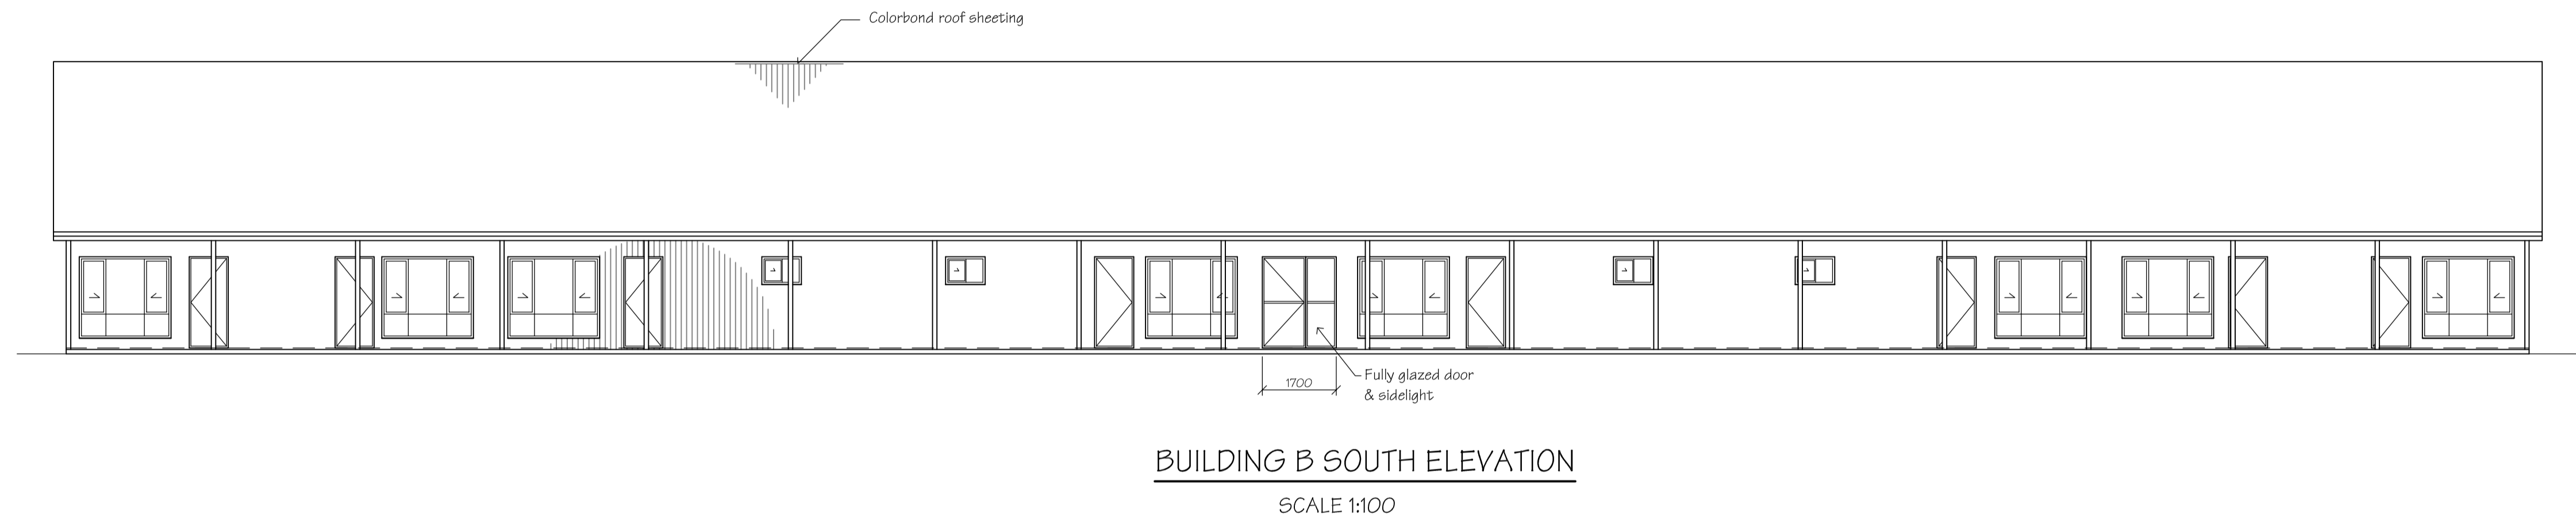 Colorbond roof sheeting
1700
Fully glazed door
& sidelight
BUILDING B SOUTH ELEVATION
SCALE 1:100